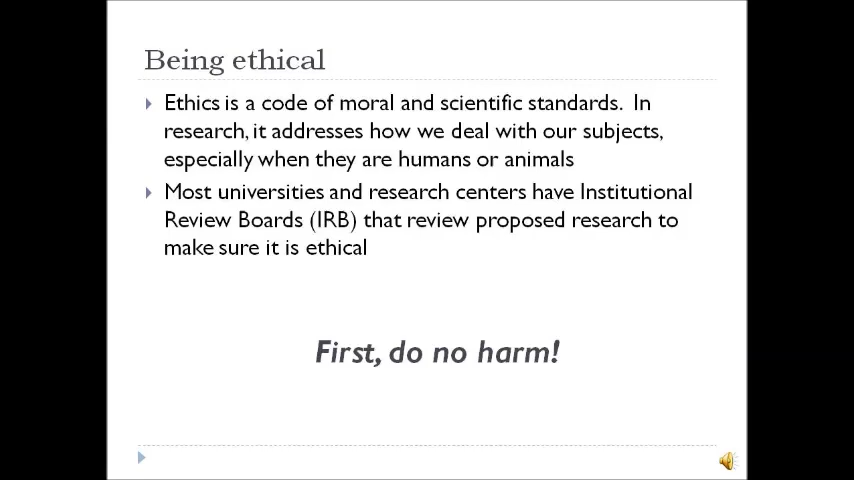 Being ethical
Ethics is a code of moral and scientific standards.  In
research, it addresses how we deal with our subjects,
especially when they are humans or animals
Most universities and research centers have Institutional
Review Boards (IRB) that review proposed research to
make sure it is ethical
First, do no harm!